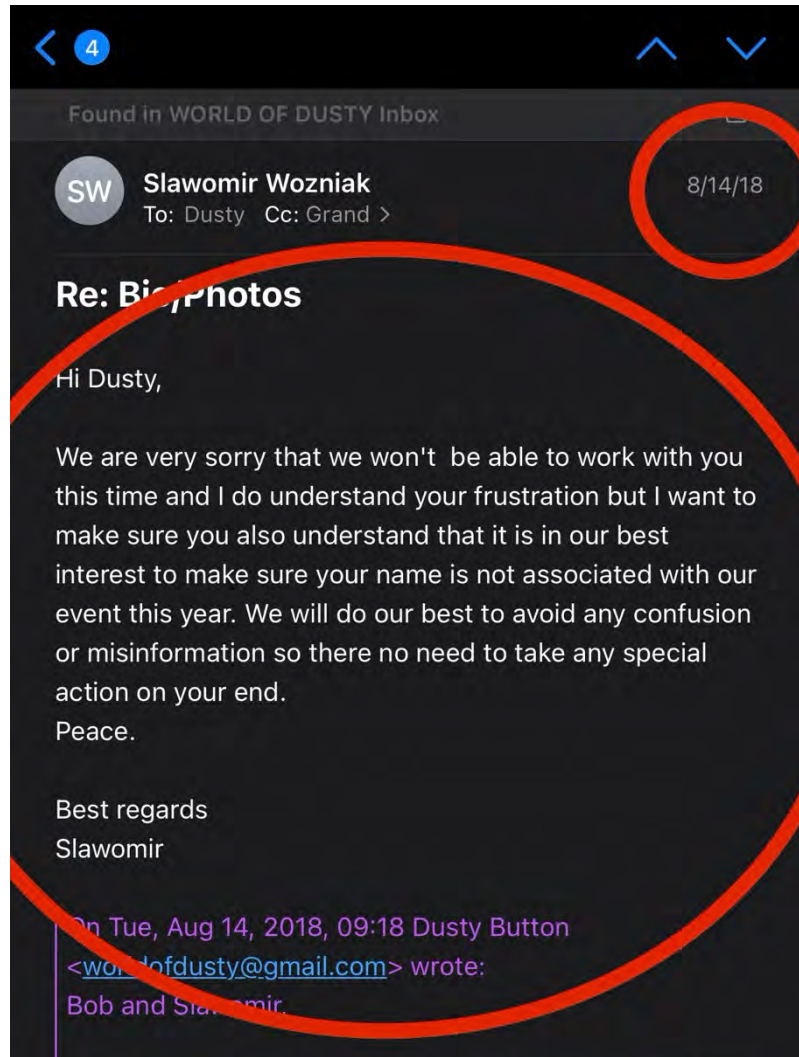 4
Found in WORLD OF DUSTY Inbox
SW
Slawomir Wozniak
8/14/18
To: Dusty Cc: Grand >
Re: Bio/Photos
Hi Dusty,
We are very sorry that we won't  be able to work with you
this time and I do understand your frustration but I want to
make sure you also understand that it is in our best
interest to make sure your name is not associated with our
event this year. We will do our best to avoid any confusion
or misinformation so there no need to take any special
action on your end.
Peace.
Best regards
Slawomir
On Tue, Aug 14, 2018, 09:18 Dusty Button
<worldofdusty@gmail.com> wrote:
Bob and Slawomir,